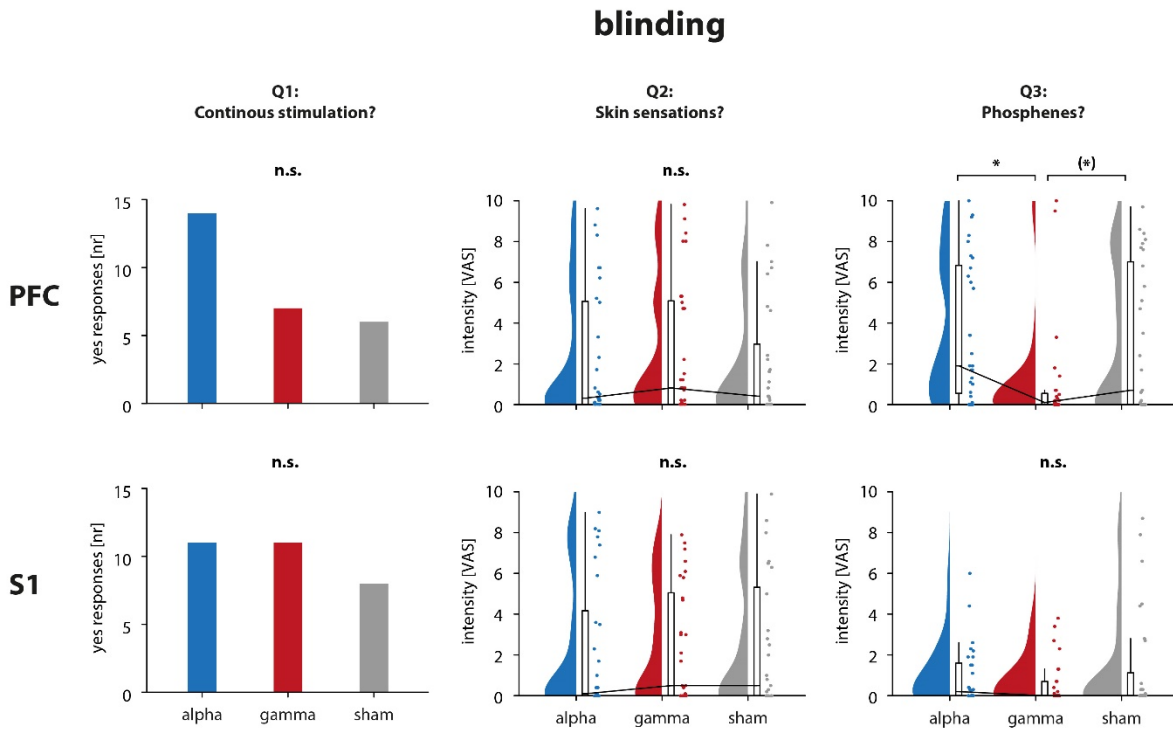 blinding
Q1:
Continous stimulation?
Q2:
Skin sensations?
Q3:
Phosphenes?
PFC
n.s.
yes responses [nr]
15
10
5
0
n.s.
intensity [VAS]
10
8
6
4
2
0
*
(*)
intensity [VAS]
10
8
6
4
2
0
S1
n.s.
yes responses [nr]
15
10
5
0
alpha gamma sham
n.s.
intensity [VAS]
10
8
6
4
2
0
alpha gamma sham
n.s.
intensity [VAS]
10
8
6
4
2
0
alpha gamma sham